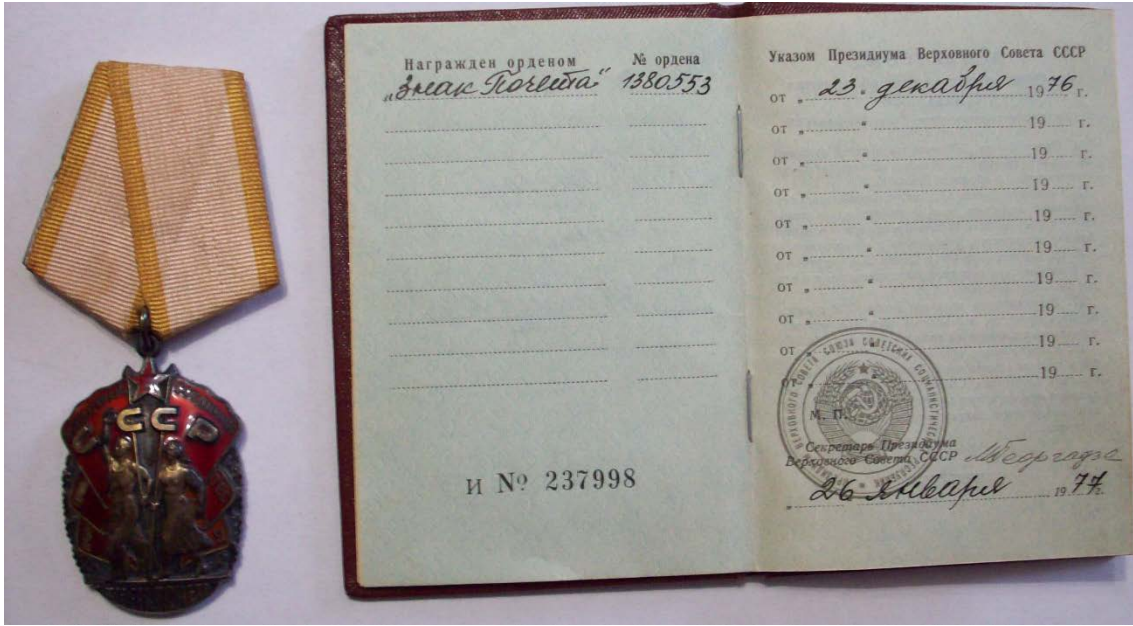 СССР
Награжден орденом
№ ордена
„Знак Почета"
1380553
И № 237998
Указом Президиума Верховного Совета СССР
от „ 23 " декабря 1976 г.
от „ " 19 г.
от „ " 19 г.
от „ " 19 г.
от „ " 19 г.
от „ " 19 г.
от „ " 19 г.
от „ " 19 г.
от „ " 19 г.
от „ " 19 г.
М. П.
Секретарь Президиума
Верховного Совета СССР МГеоргадзе
„ 26 января 1977 г.